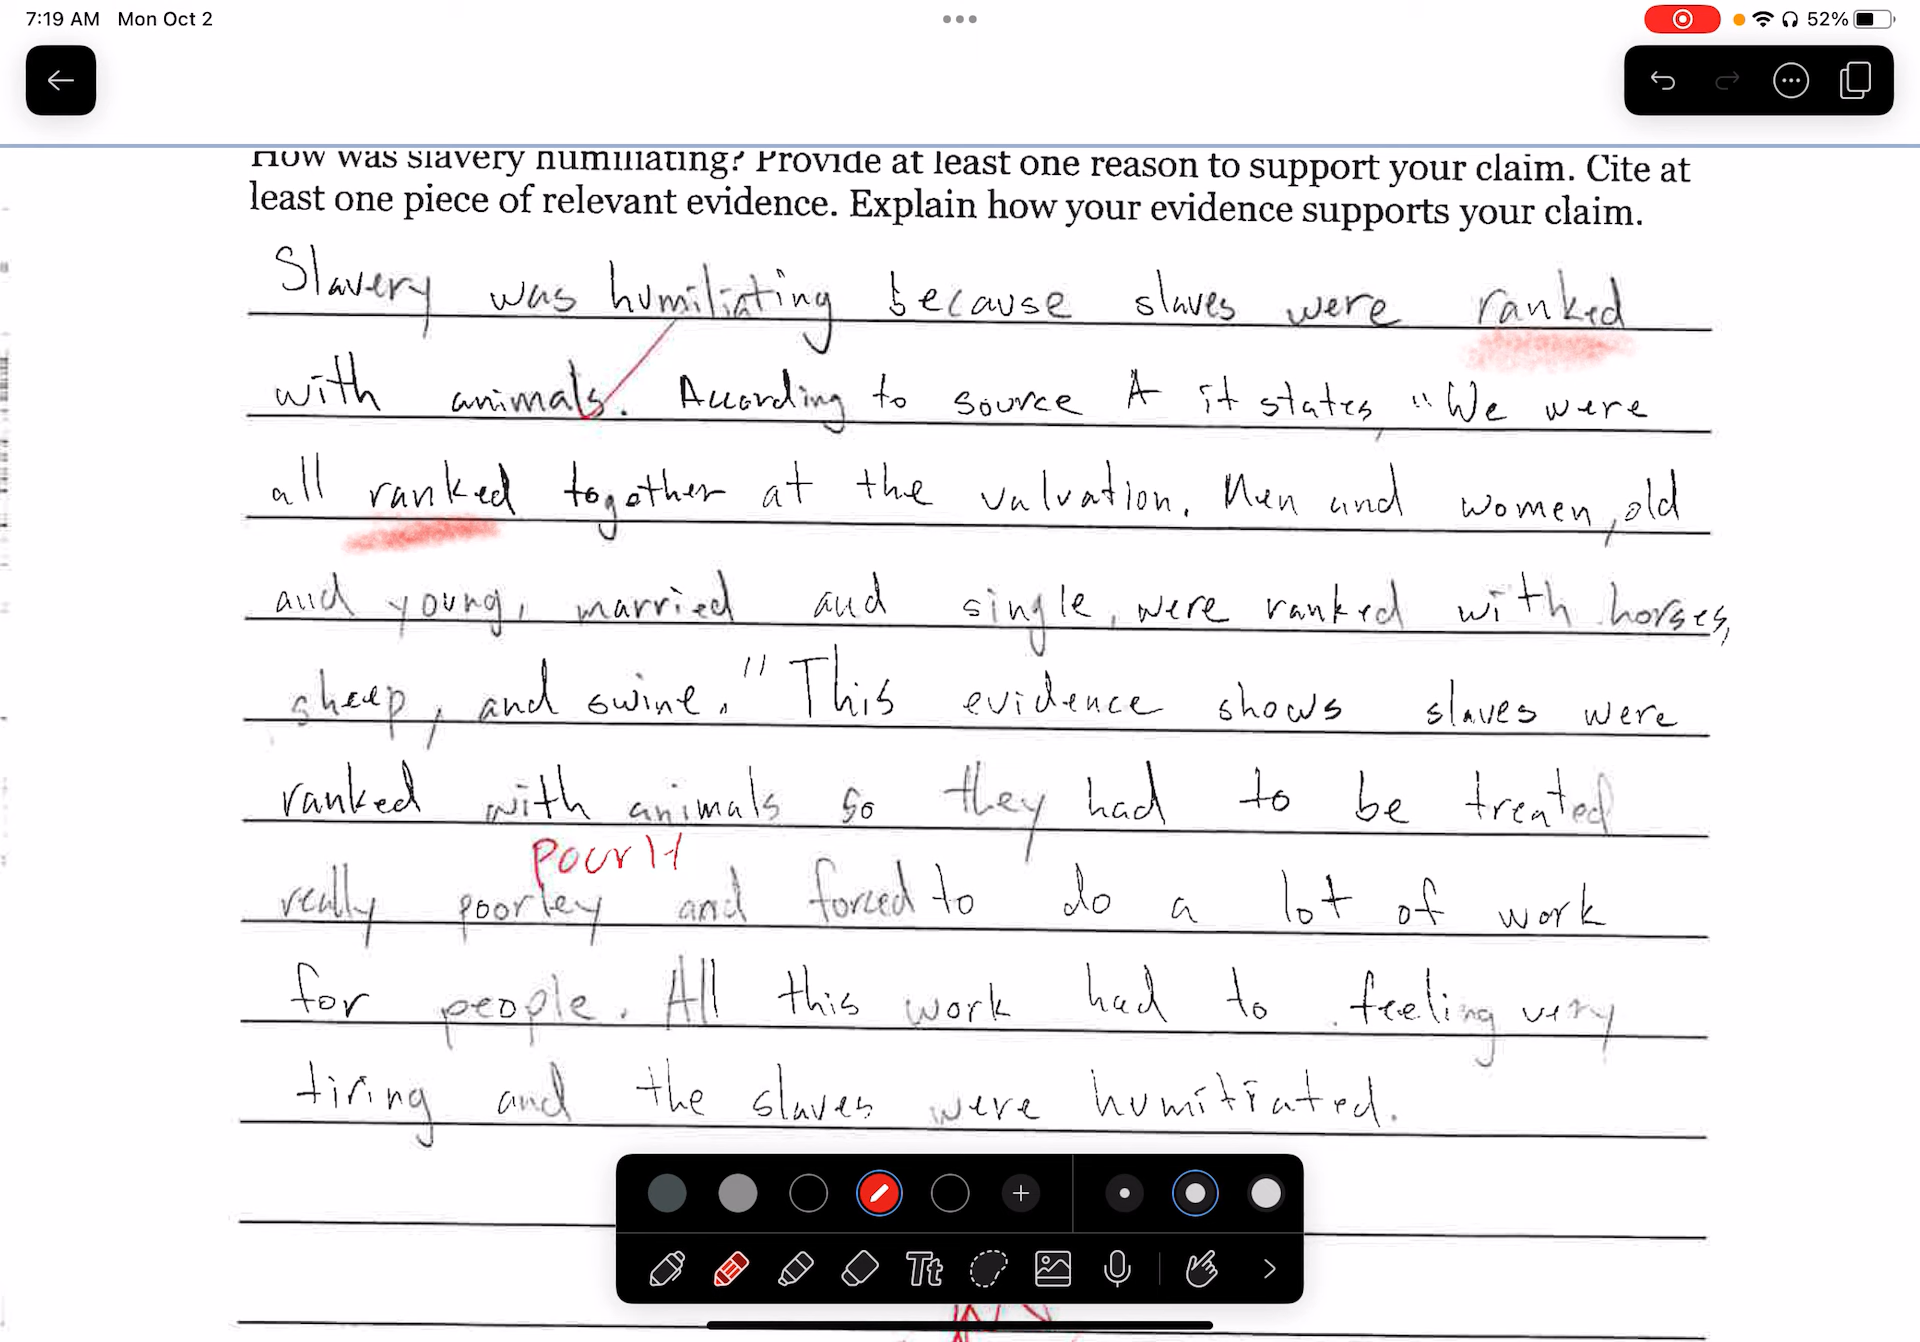 7:19 AM Mon Oct 2
52%
How was slavery humiliating? Provide at least one reason to support your claim. Cite at
least one piece of relevant evidence. Explain how your evidence supports your claim.
Slavery was humiliating because slaves were ranked
with animals. According to source A it states, "We were
all ranked together at the valuation. Men and women, old
and young, married and single, were ranked with horses,
sheep, and swine." This evidence shows slaves were
ranked with animals so they had to be treated
really poorley and forced to do a lot of work
for people. All this work had to feeling very
tiring and the slaves were humitiated.
Tt